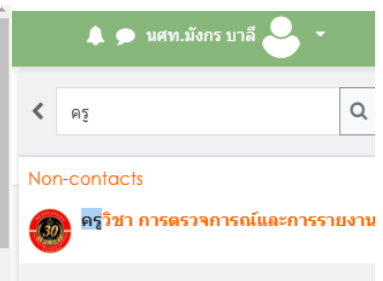 นศท.มังกร บาลี
ครู
Non-contacts
30
ครูวิชา การตรวจการณ์และการรายงาน